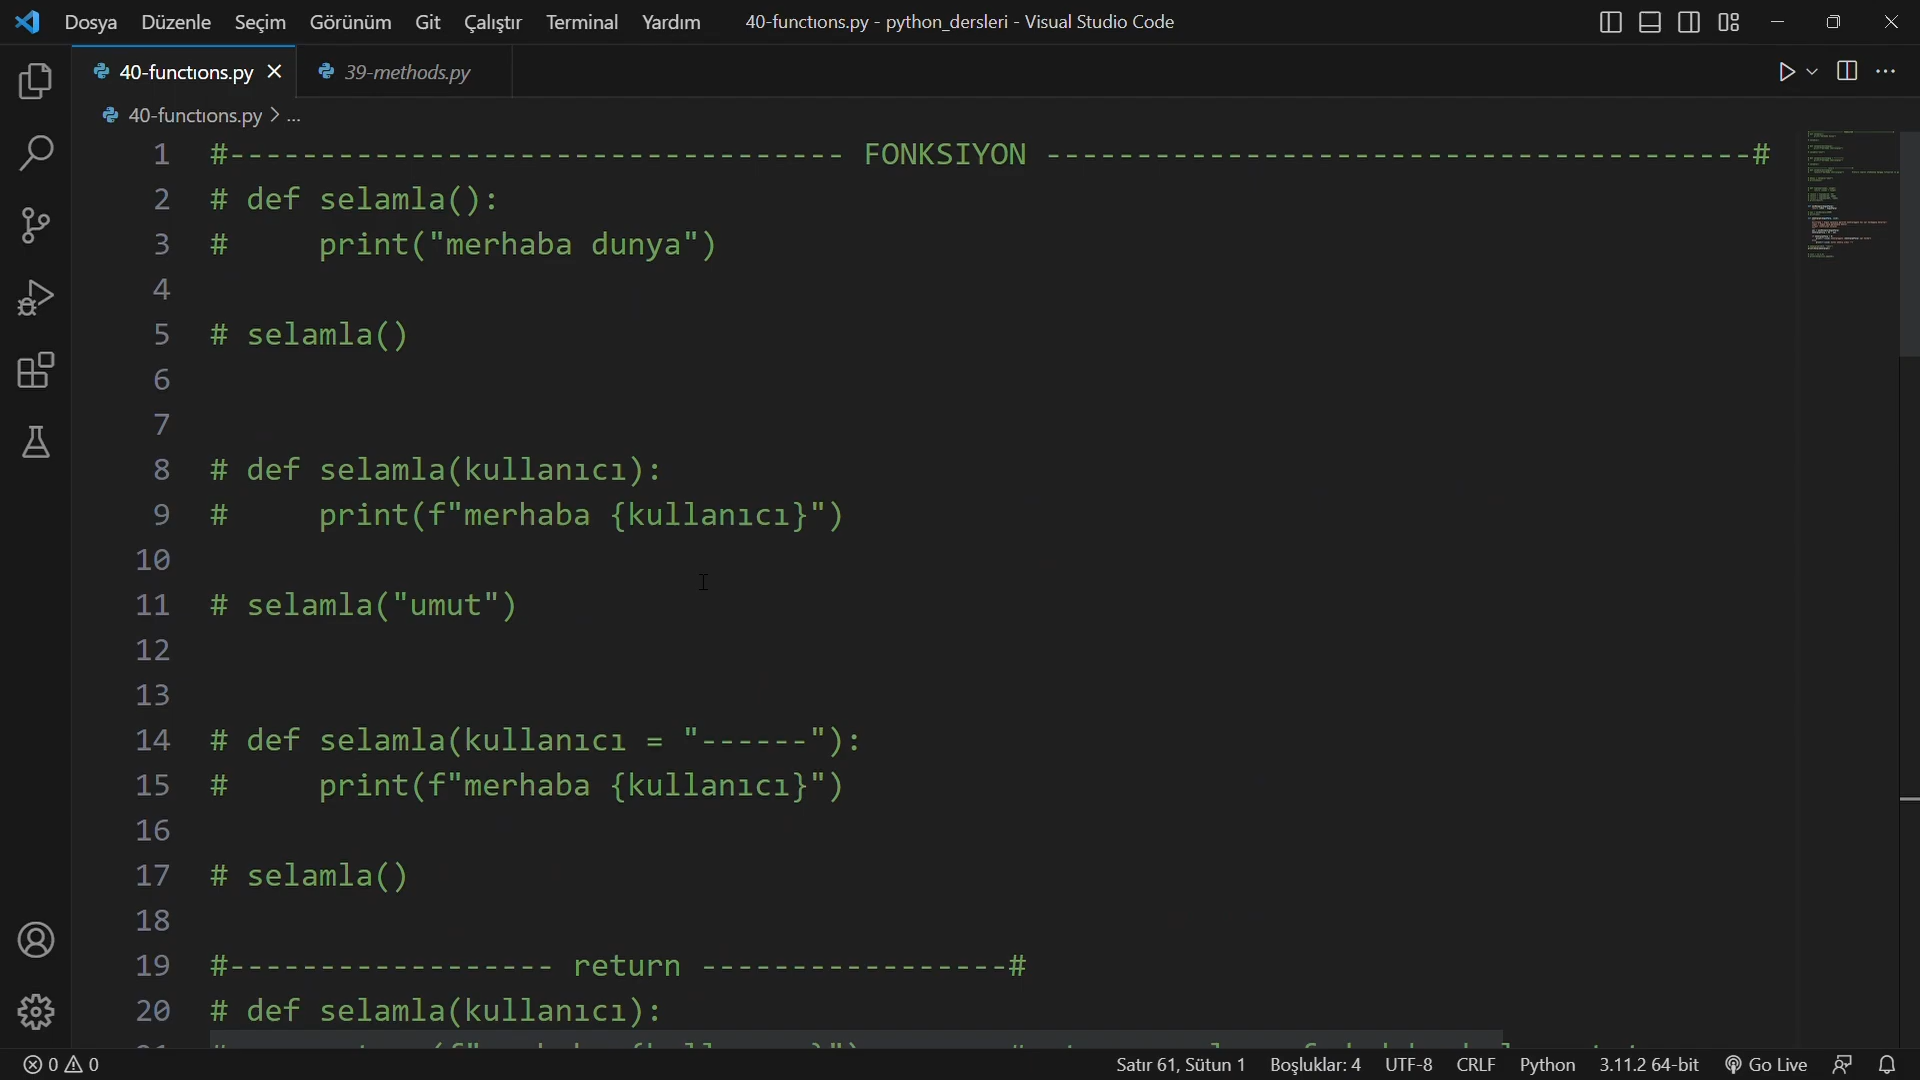 Dosya Düzenle Seçim Görünüm Git Çalıştır Terminal Yardım 40-functıons.py - python_dersleri - Visual Studio Code
40-functıons.py 39-methods.py
40-functıons.py > ...
1 #---------------------------------- FONKSIYON ---------------------------------------#
2 # def selamla():
3 #     print("merhaba dunya")
4
5 # selamla()
6
7
8 # def selamla(kullanıcı):
9 #     print(f"merhaba {kullanıcı}")
10
11 # selamla("umut")
12
13
14 # def selamla(kullanıcı = "------"):
15 #     print(f"merhaba {kullanıcı}")
16
17 # selamla()
18
19 #------------------ return -----------------#
20 # def selamla(kullanıcı):
0 0 Satır 61, Sütun 1 Boşluklar: 4 UTF-8 CRLF Python 3.11.2 64-bit Go Live